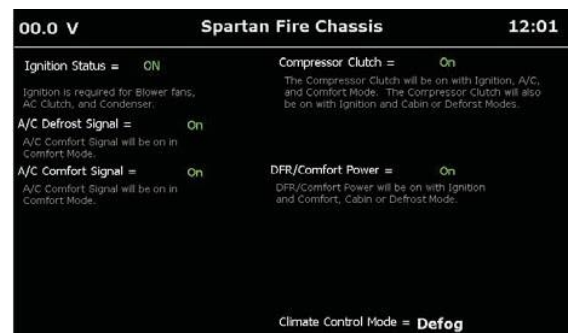 00.0 V Spartan Fire Chassis 12:01
Ignition Status = ON
Ignition is required for Blower fans,
AC Clutch, and Condenser.
A/C Defrost Signal = On
A/C Comfort Signal will be on in
Comfort Mode.
A/C Comfort Signal = On
A/C Comfort Signal will be on in
Comfort Mode.
Compressor Clutch = On
The Compressor Clutch will be on with Ignition, A/C,
and Comfort Mode. The Compressor Clutch will also
be on with Ignition and Cabin or Deforst Modes.
DFR/Comfort Power = On
DFR/Comfort Power will be on with Ignition
and Comfort, Cabin or Defrost Mode.
Climate Control Mode = Defog